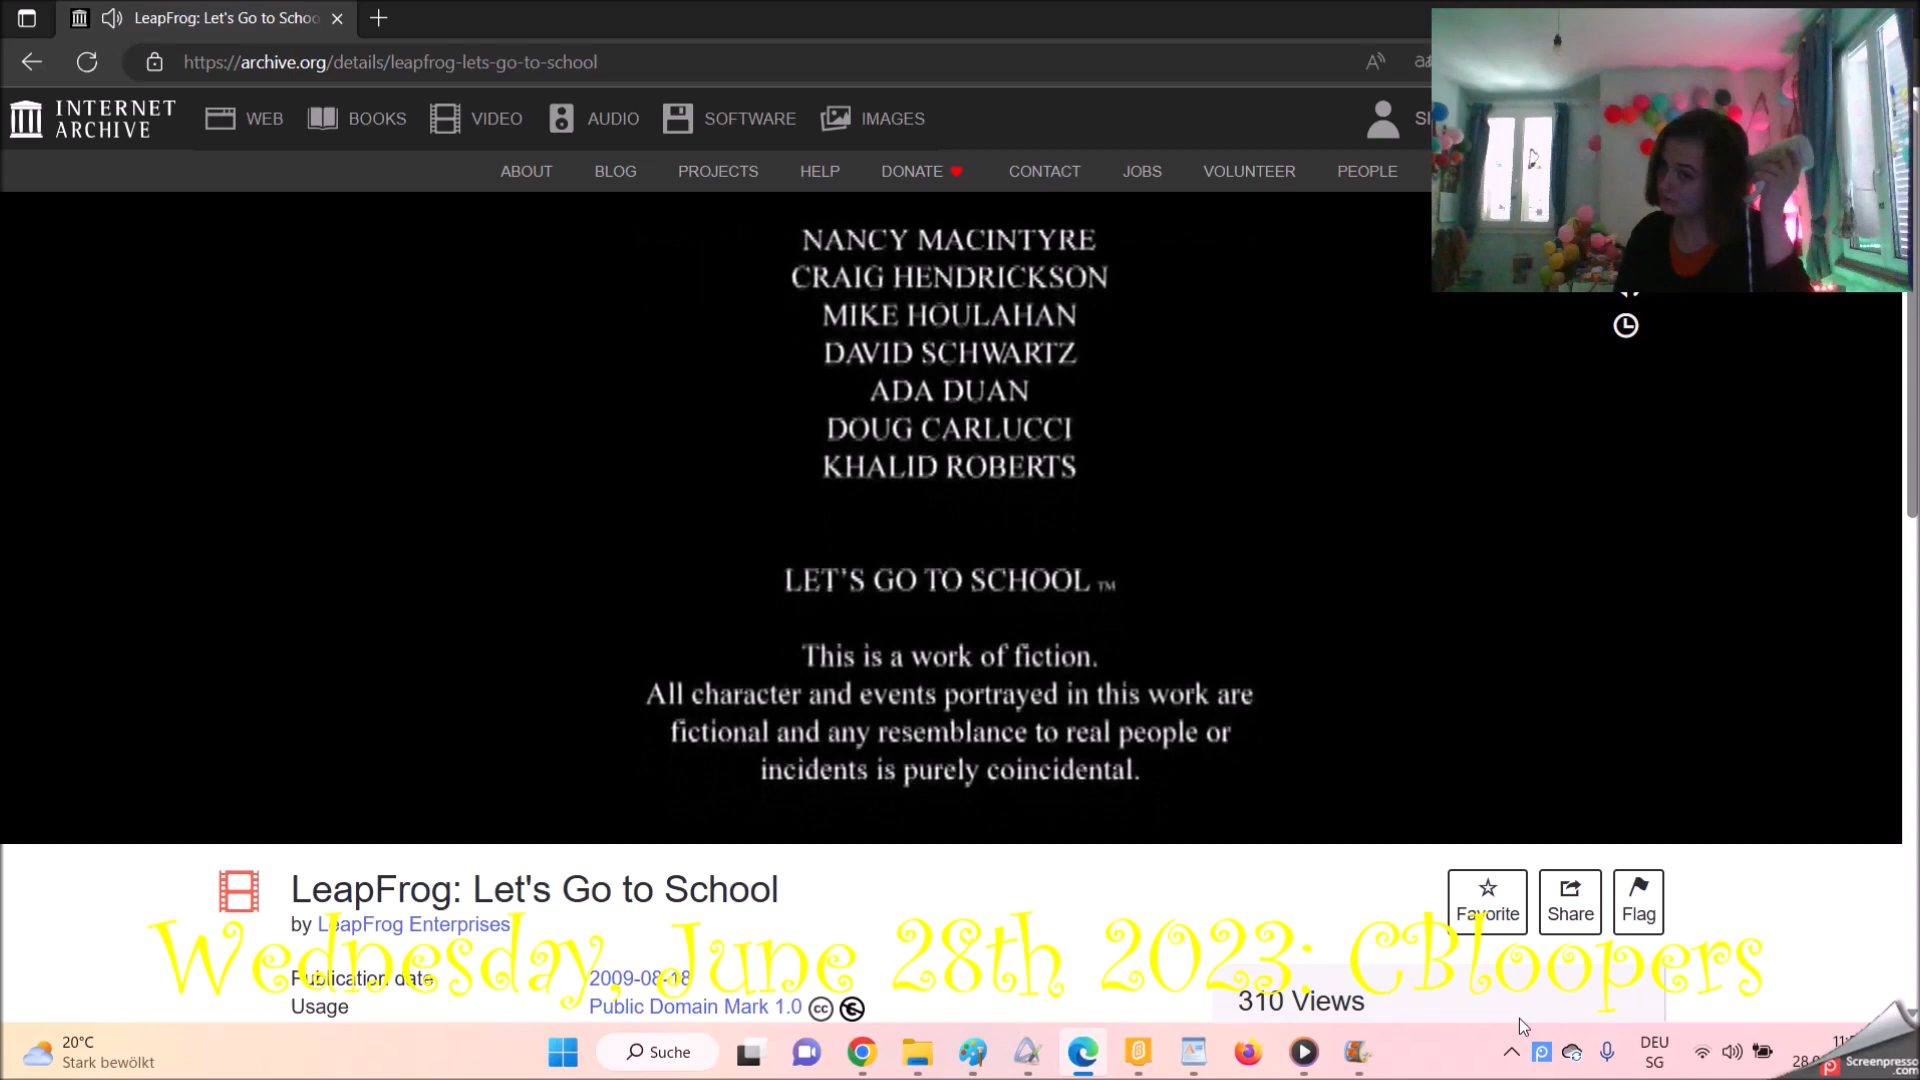 LeapFrog: Let's Go to Schoo
https://archive.org/details/leapfrog-lets-go-to-school
INTERNET ARCHIVE
WEB BOOKS VIDEO AUDIO SOFTWARE IMAGES
ABOUT BLOG PROJECTS HELP DONATE CONTACT JOBS VOLUNTEER PEOPLE
NANCY MACINTYRE
CRAIG HENDRICKSON
MIKE HOULAHAN
DAVID SCHWARTZ
ADA DUAN
DOUG CARLUCCI
KHALID ROBERTS
LET'S GO TO SCHOOL TM
This is a work of fiction.
All character and events portrayed in this work are
fictional and any resemblance to real people or
incidents is purely coincidental.
LeapFrog: Let's Go to School
by LeapFrog Enterprises
Favorite Share Flag
Wednesday, June 28th 2023: CBloopers
Publication date 2009-08-18
Usage Public Domain Mark 1.0
310 Views
20°C
Stark bewölkt
Suche
DEU
SG
Screenpresso
.com